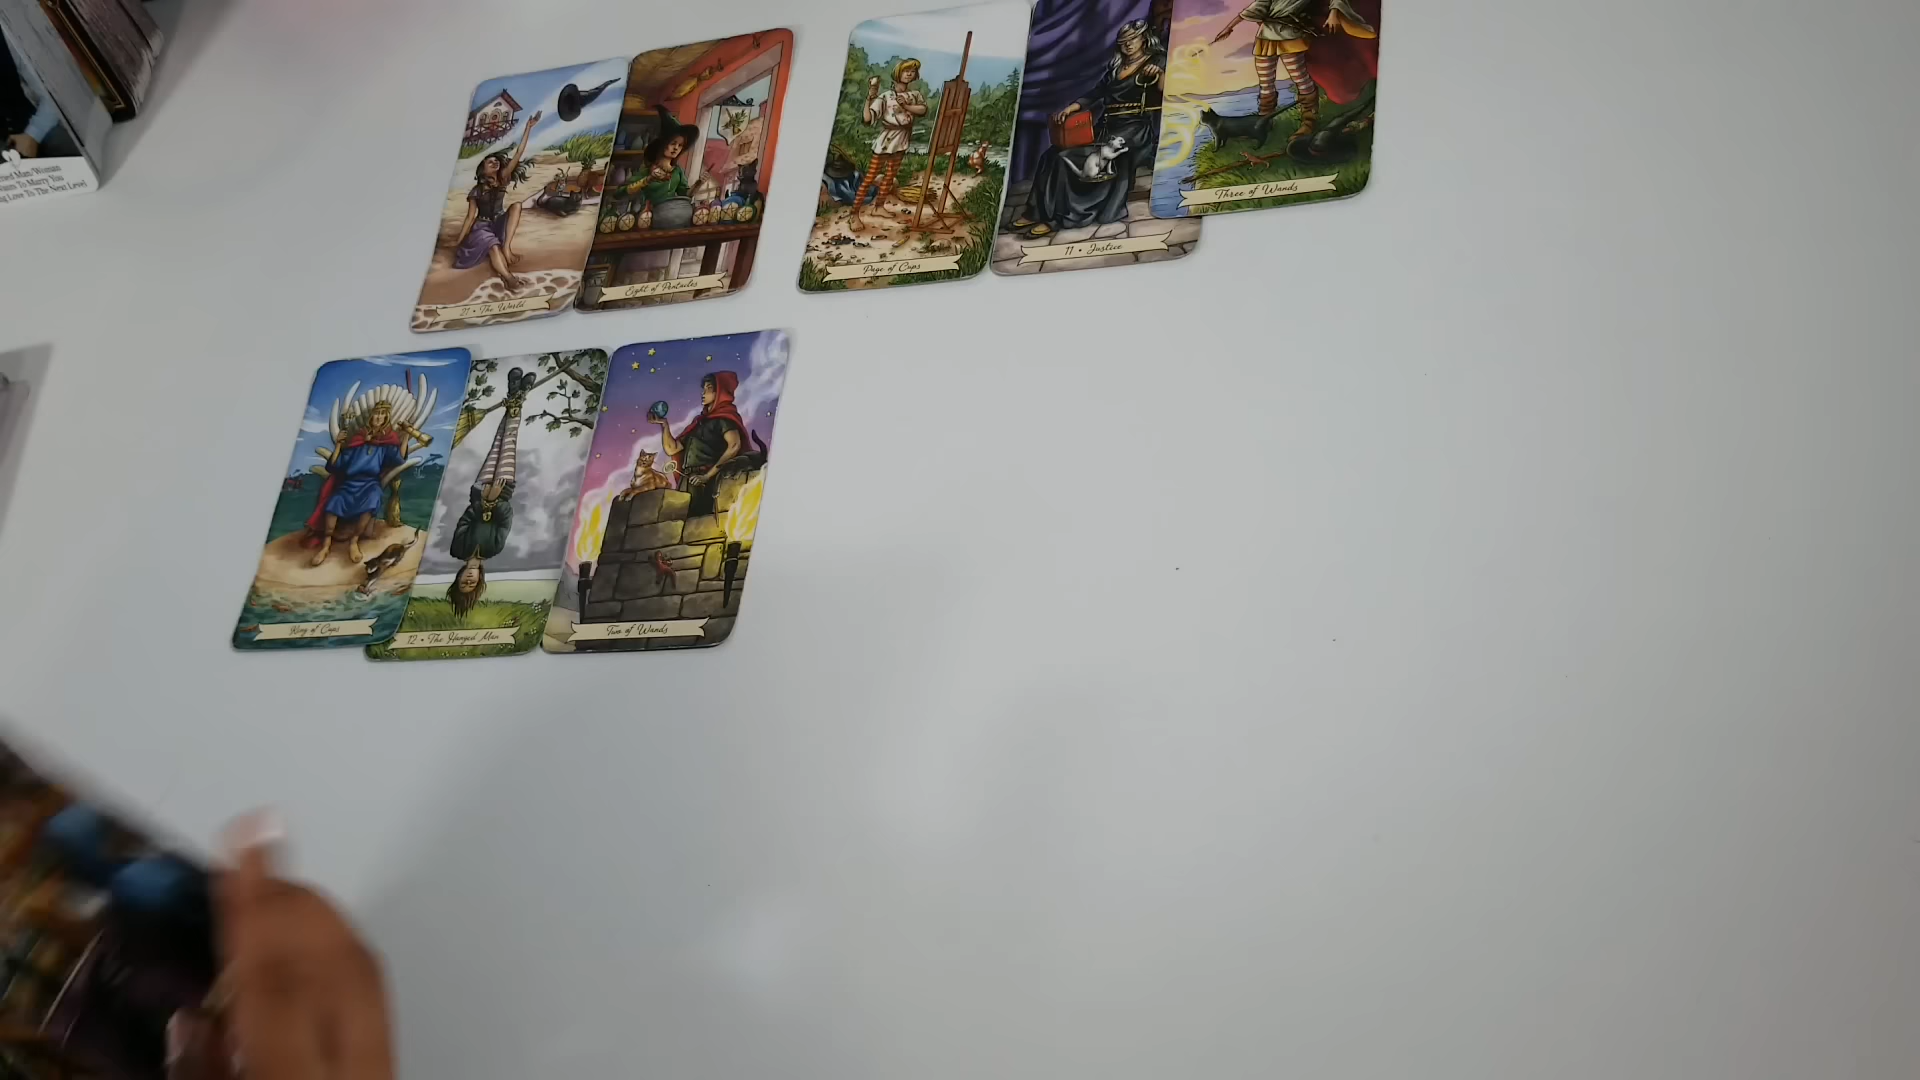 Man/Woman
To Marry You
Love To The Next Level
21 • The World
Eight of Pentacles
Page of Cups
11 • Justice
Three of Wands
King of Cups
12 • The Hanged Man
Two of Wands